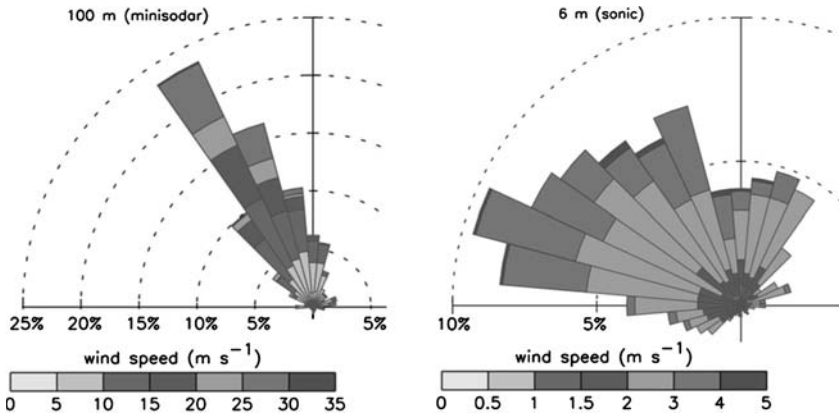 100 m (minisodar)
25% 20% 15% 10% 5% 5%
wind speed (m s⁻¹)
0 5 10 15 20 25 30 35
6 m (sonic)
10% 5%
wind speed (m s⁻¹)
0 0.5 1 1.5 2 3 4 5